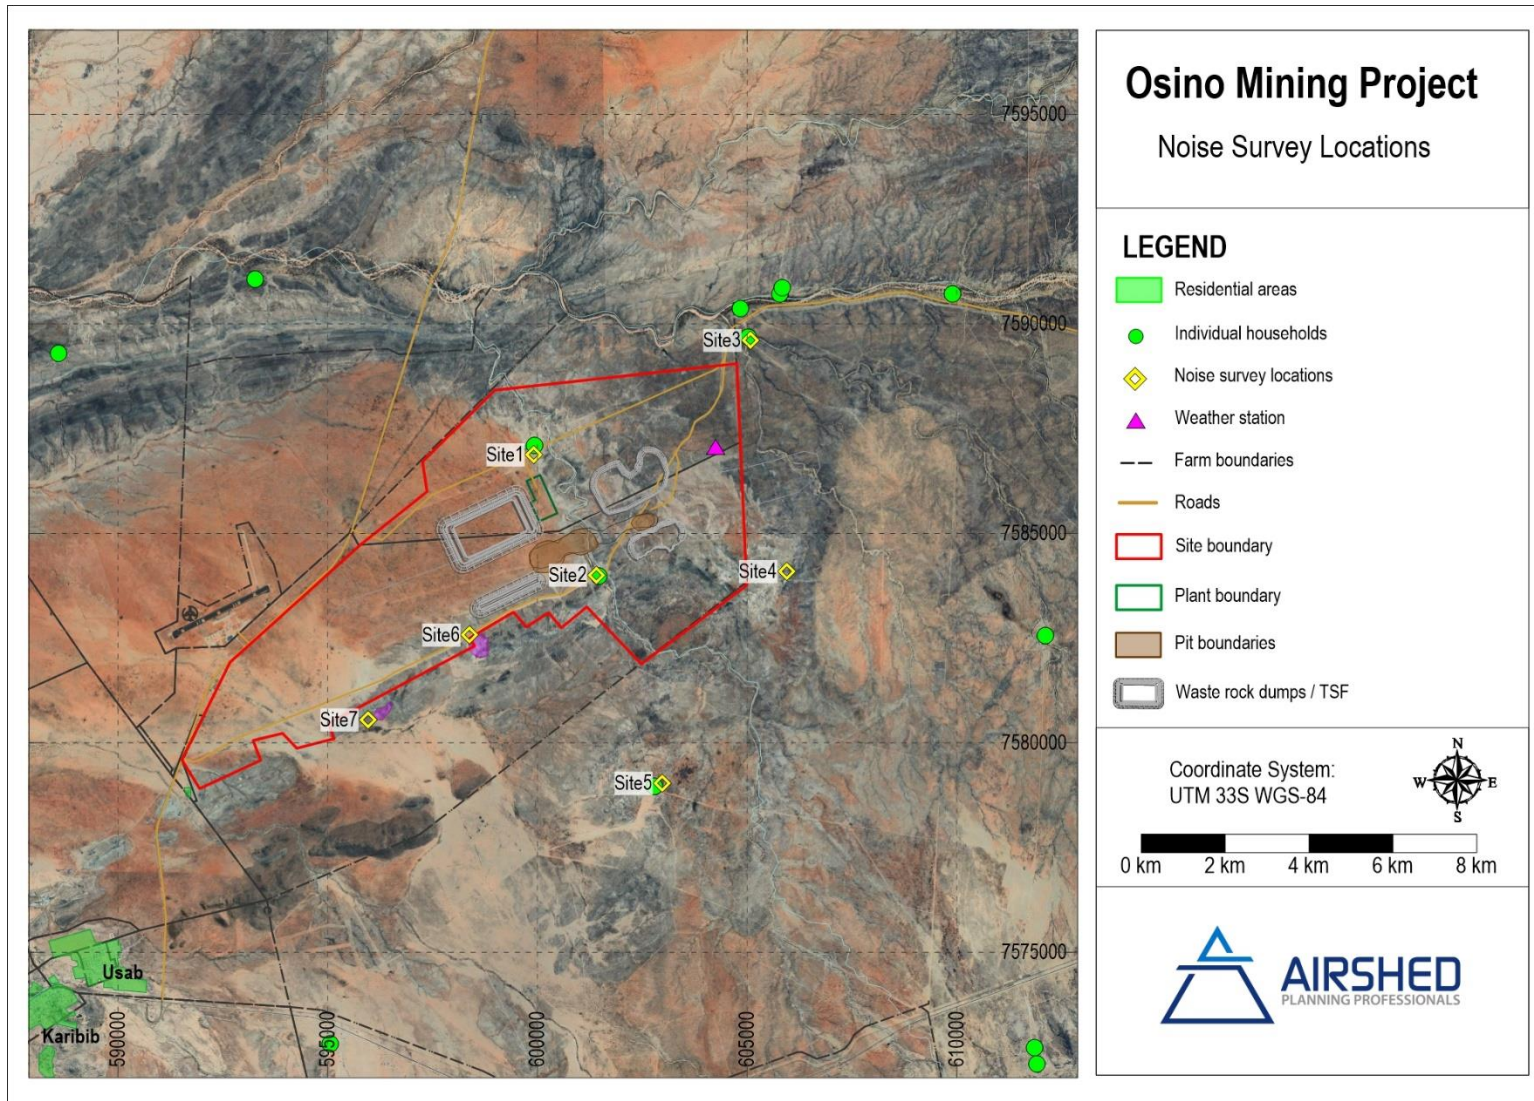 Osino Mining Project
Noise Survey Locations
LEGEND
Residential areas
Individual households
Noise survey locations
Weather station
Farm boundaries
Roads
Site boundary
Plant boundary
Pit boundaries
Waste rock dumps / TSF
Coordinate System:
UTM 33S WGS-84
N
W E
S
0 km 2 km 4 km 6 km 8 km
AIRSHED
PLANNING PROFESSIONALS
7595000
7590000
Site3
Site1
7585000
Site2
Site4
Site6
Site7
7580000
Site5
7575000
Usab
Karibib
590000
595000
600000
605000
610000